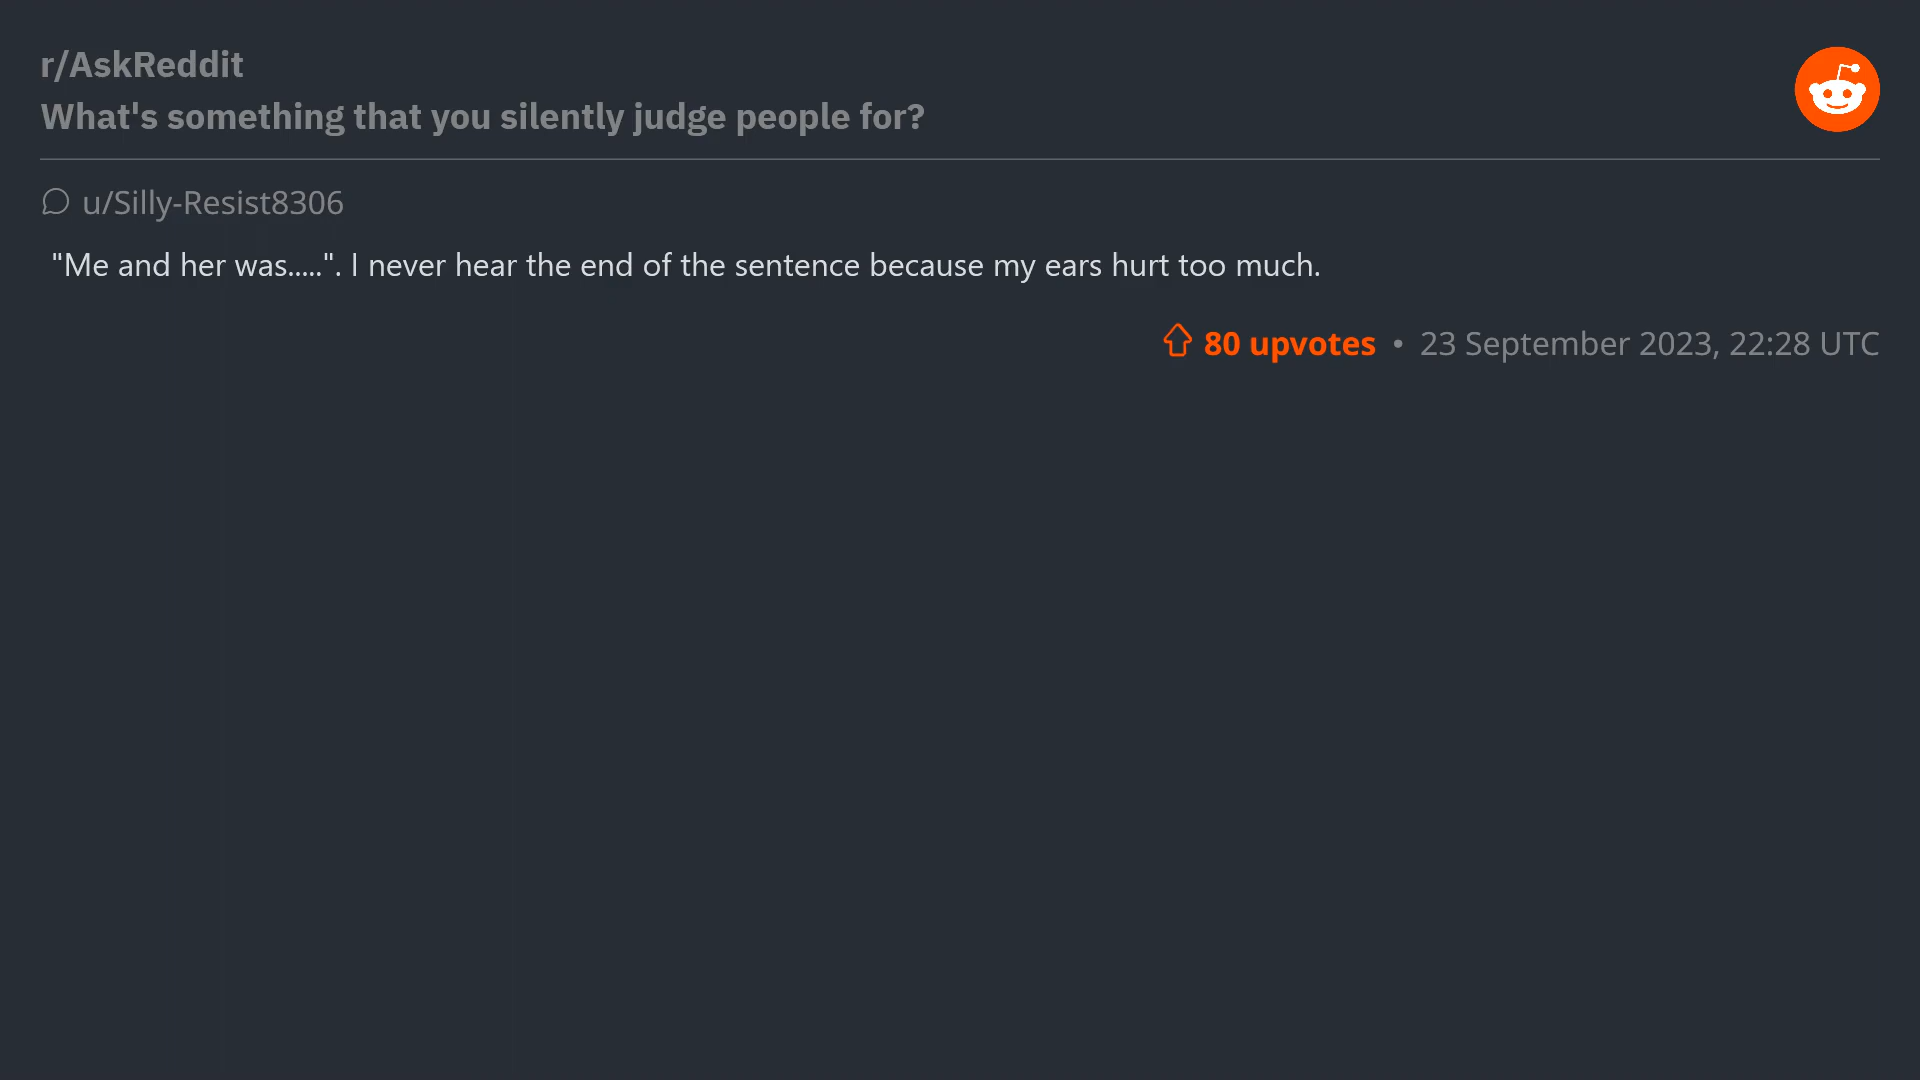 r/AskReddit
What's something that you silently judge people for?
u/Silly-Resist8306
"Me and her was.....". I never hear the end of the sentence because my ears hurt too much.
80 upvotes • 23 September 2023, 22:28 UTC